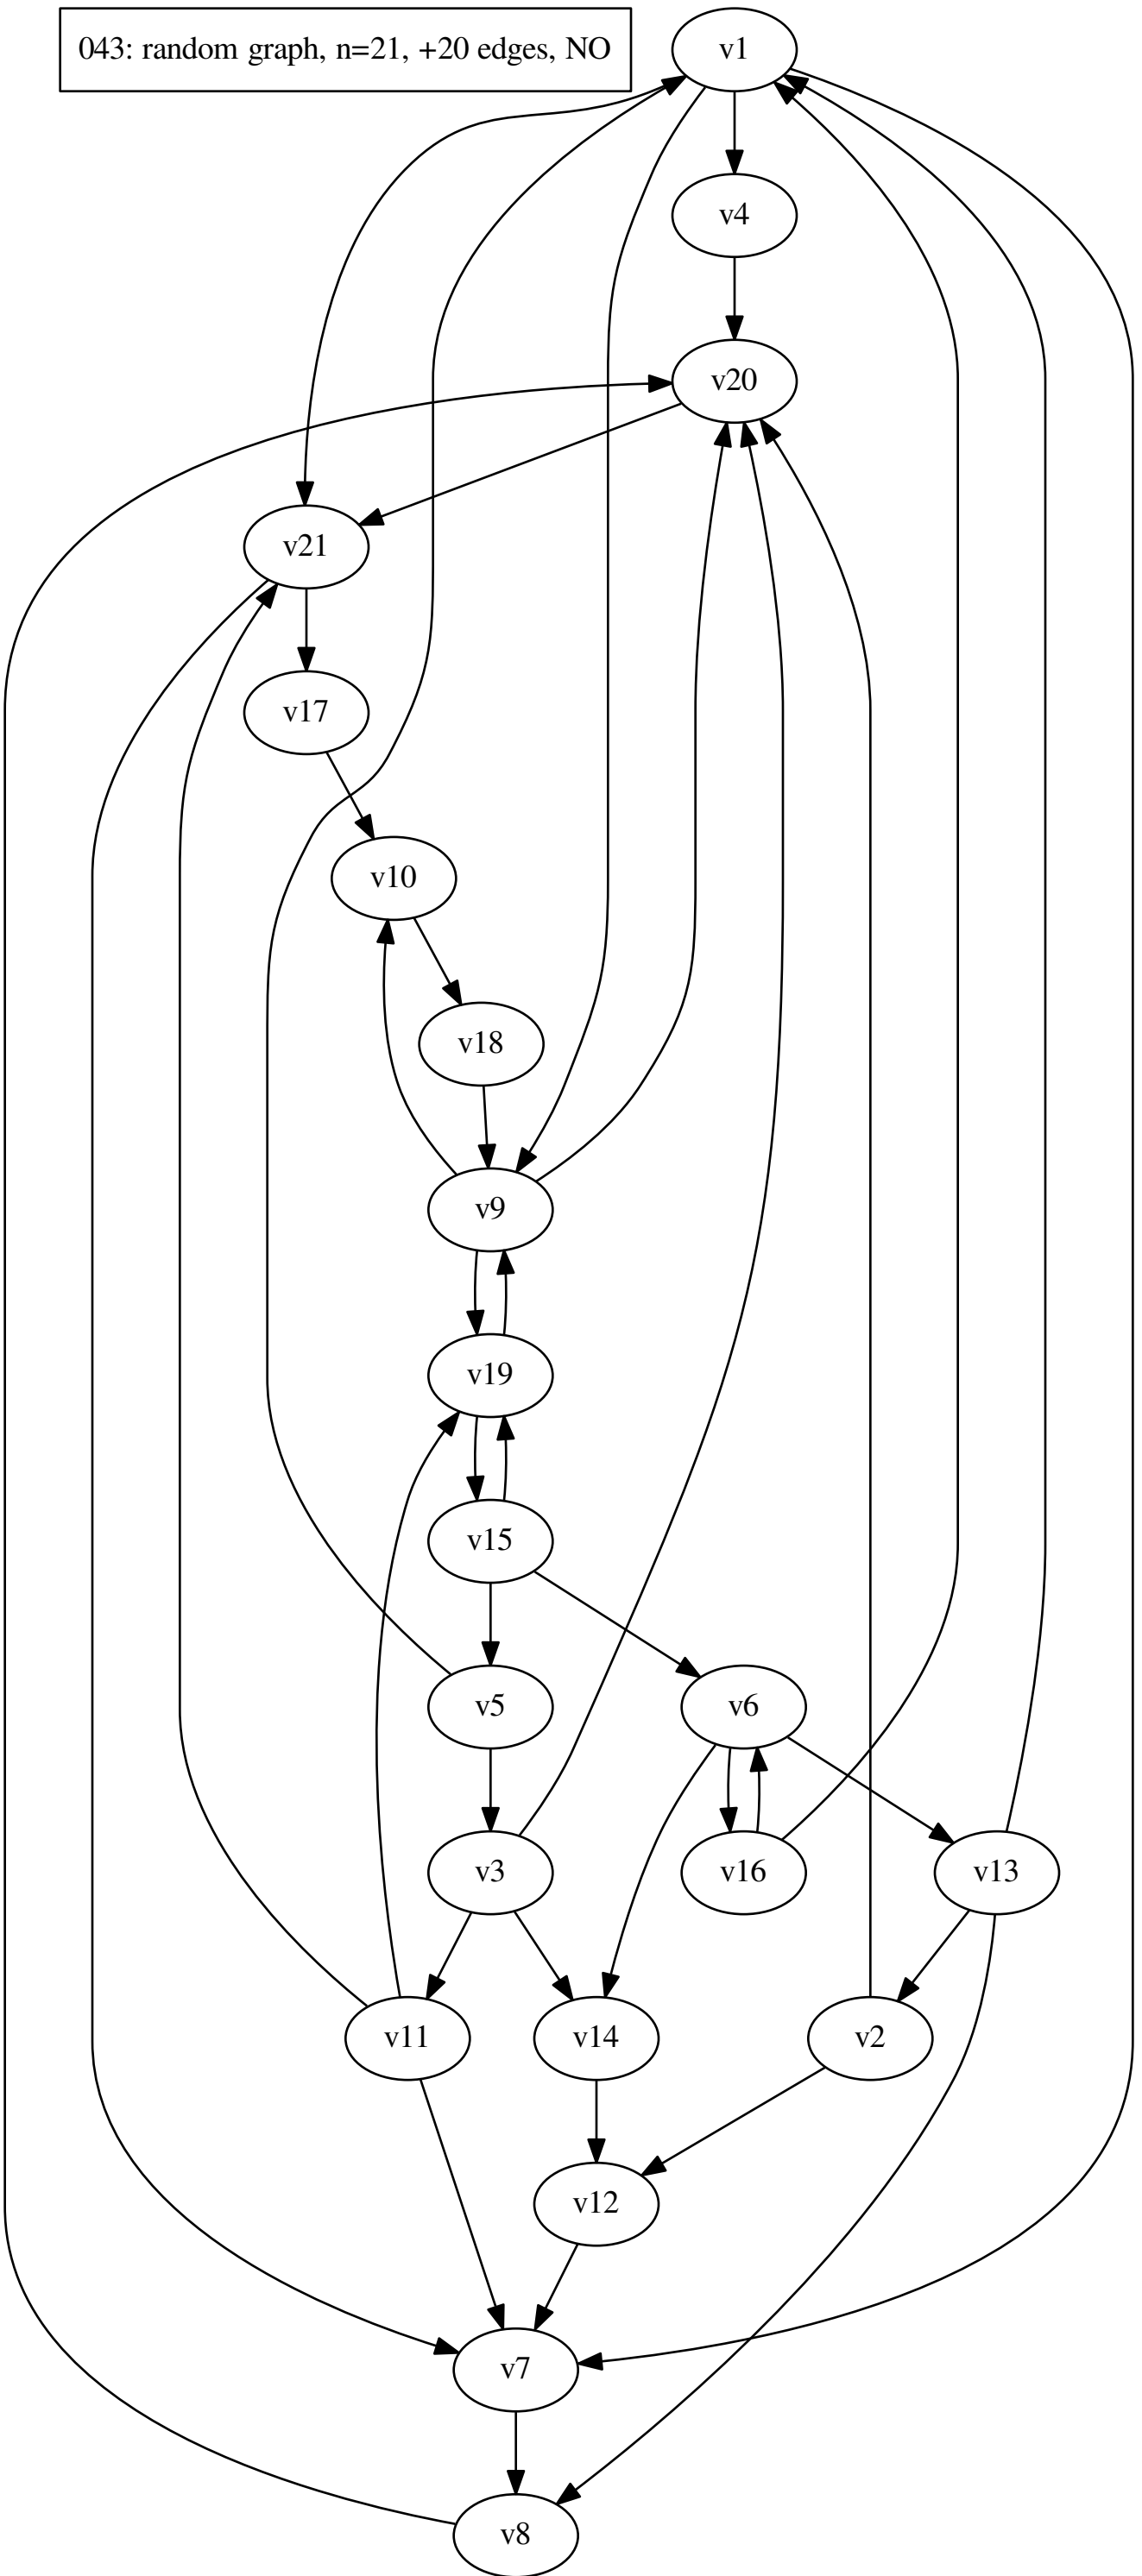 043: random graph, n=21, +20 edges, NO
v1
v4
v20
v21
v17
v10
v18
v9
v19
v15
v5
v6
v3
v16
v13
v11
v14
v2
v12
v7
v8